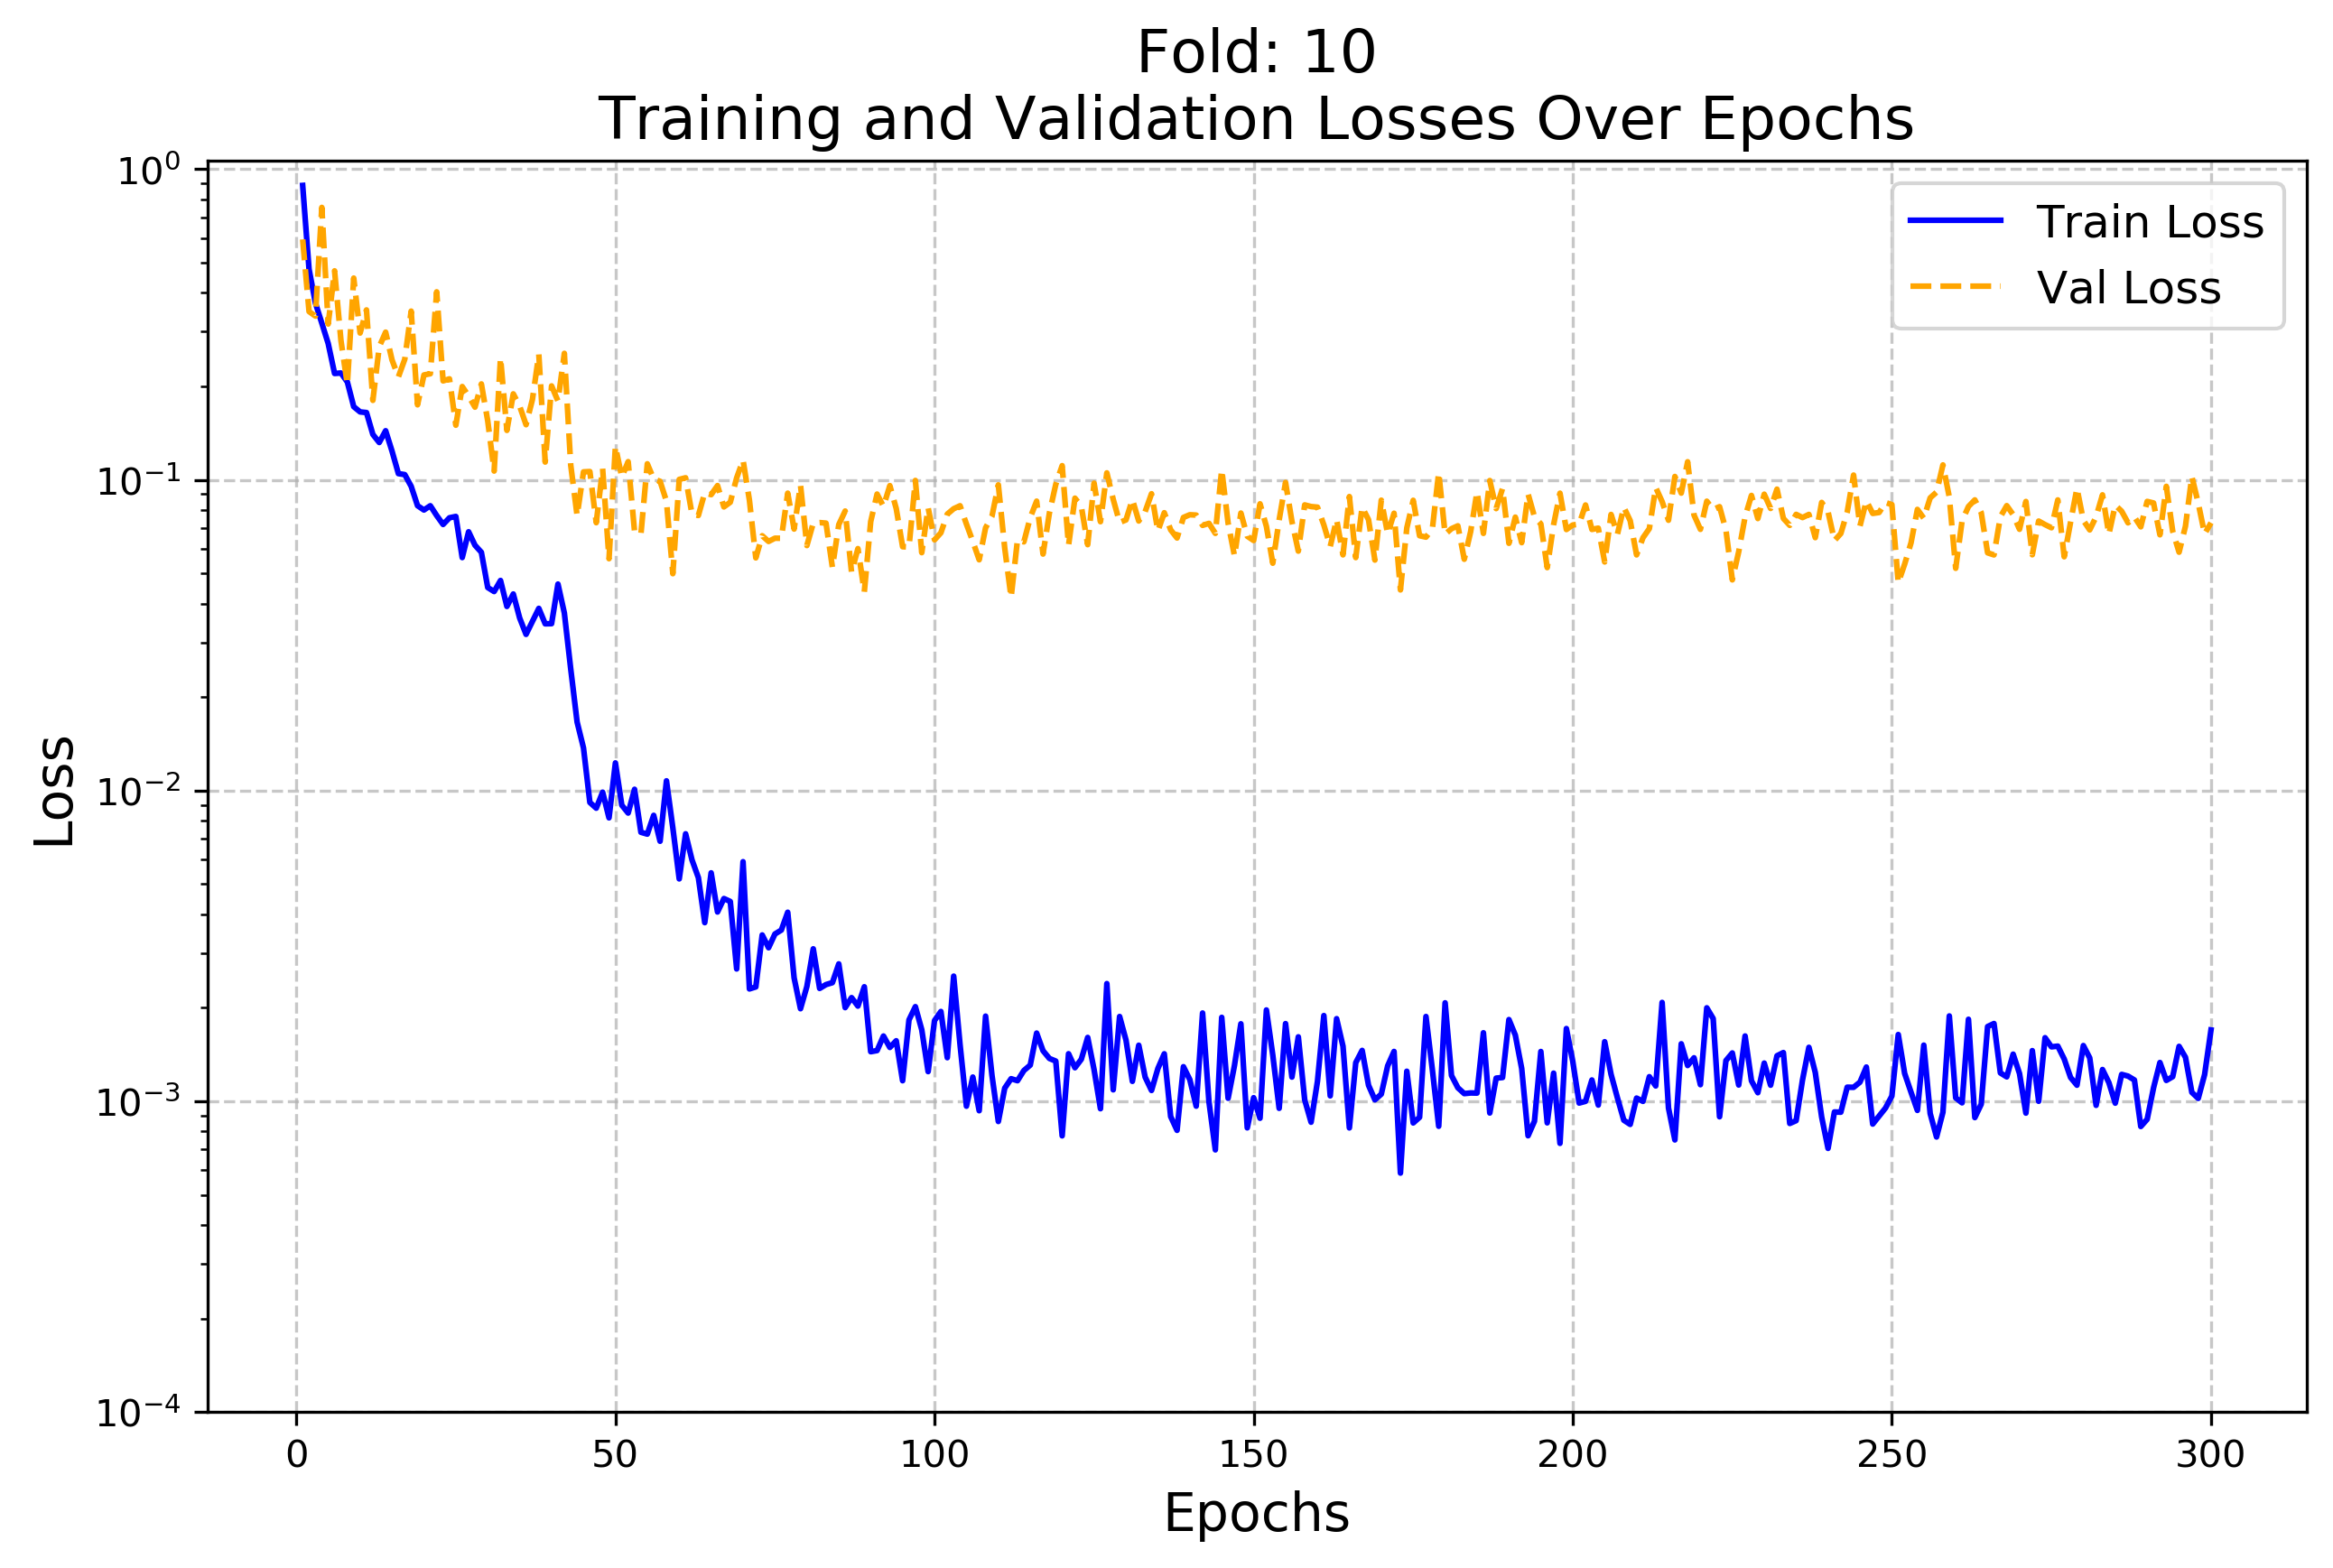 Fold: 10
Training and Validation Losses Over Epochs
Train Loss
Val Loss
Loss
10⁰
10⁻¹
10⁻²
10⁻³
10⁻⁴
0 50 100 150 200 250 300
Epochs